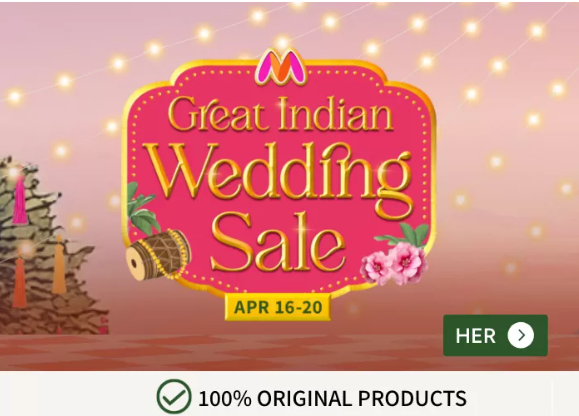 Great Indian
Wedding
Sale
APR 16-20
HER
100% ORIGINAL PRODUCTS